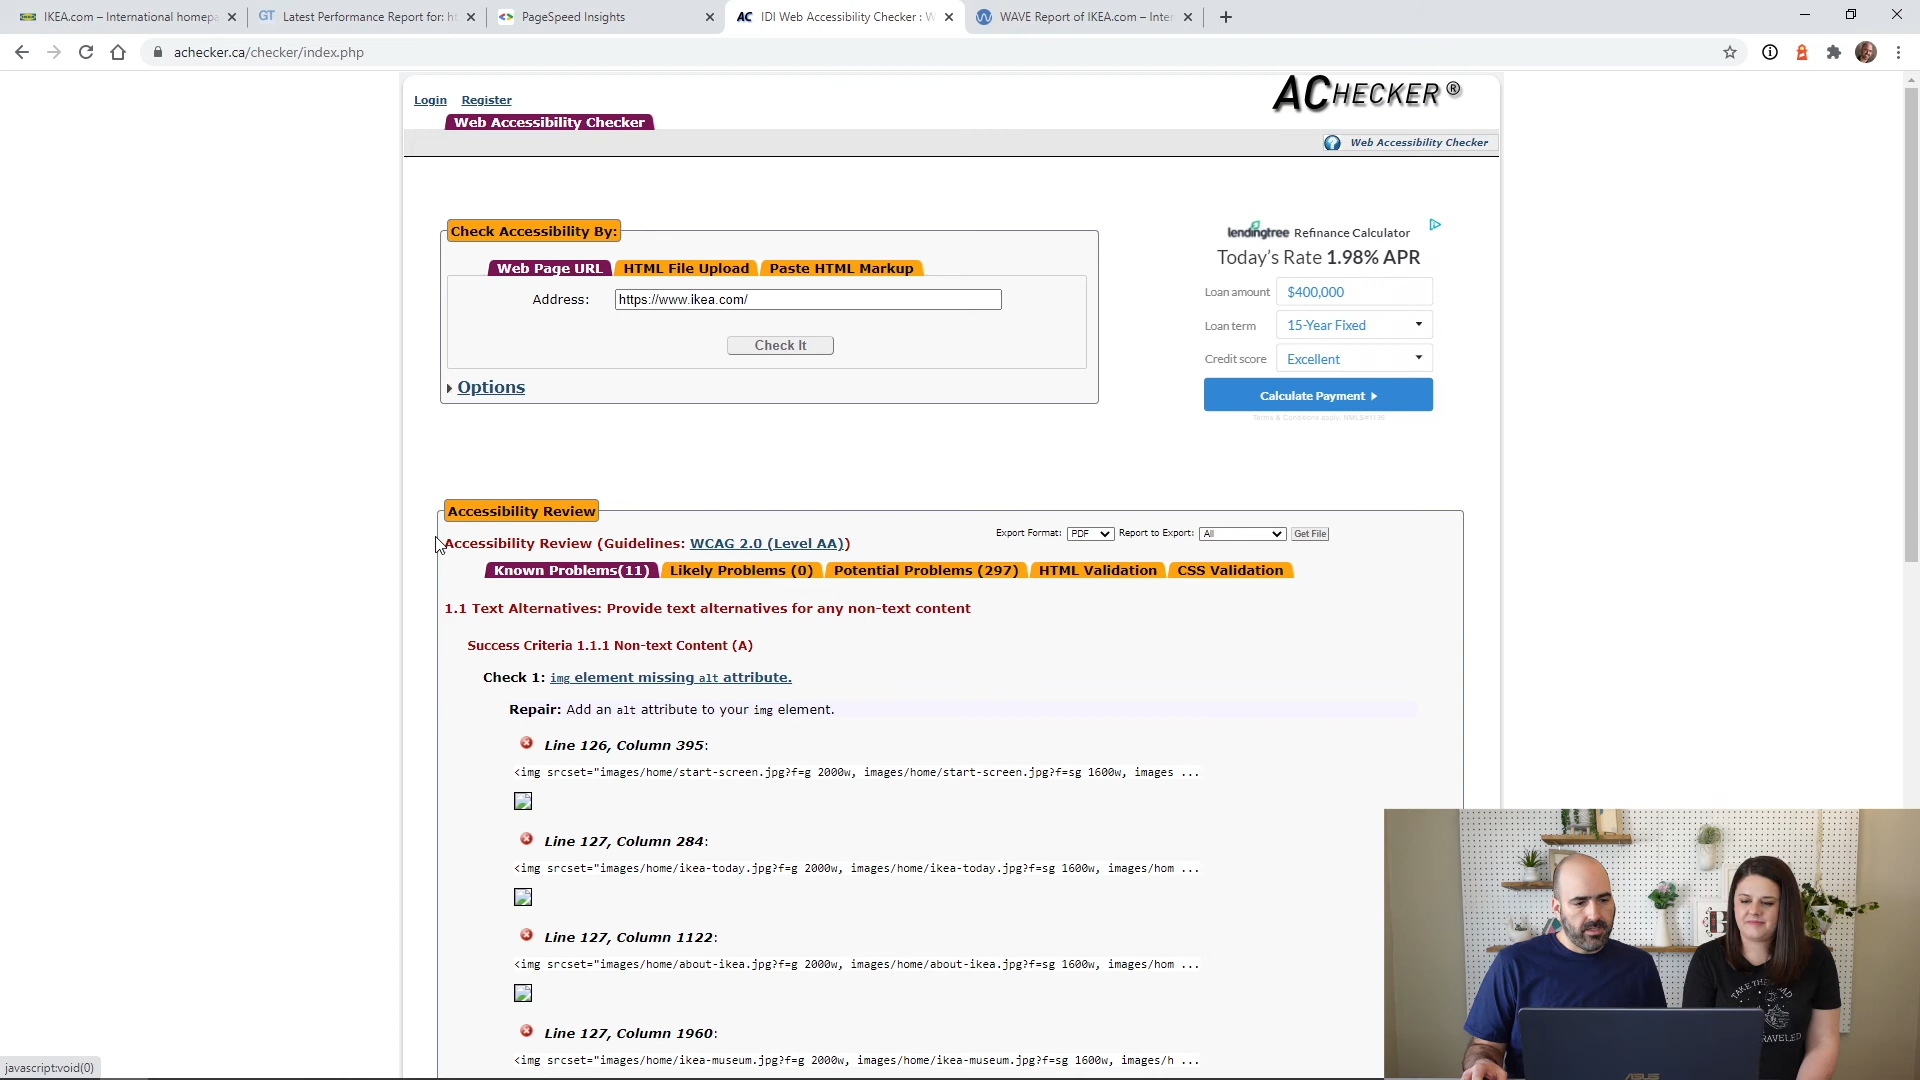 IKEA.com – International homepa
GT Latest Performance Report for: ht
PageSpeed Insights
AC IDI Web Accessibility Checker : W
WAVE Report of IKEA.com – Inter
achecker.ca/checker/index.php
Login Register
ACHECKER ®
Web Accessibility Checker
Web Accessibility Checker
Check Accessibility By:
Web Page URL HTML File Upload Paste HTML Markup
Address: https://www.ikea.com/
Check It
Options
lendingtree Refinance Calculator
Today's Rate 1.98% APR
Loan amount $400,000
Loan term 15-Year Fixed
Credit score Excellent
Calculate Payment
Terms & Conditions apply. NMLS#1136
Accessibility Review
Export Format: PDF Report to Export: All Get File
Accessibility Review (Guidelines: WCAG 2.0 (Level AA))
Known Problems(11) Likely Problems (0) Potential Problems (297) HTML Validation CSS Validation
1.1 Text Alternatives: Provide text alternatives for any non-text content
Success Criteria 1.1.1 Non-text Content (A)
Check 1: img element missing alt attribute.
Repair: Add an alt attribute to your img element.
Line 126, Column 395:
<img srcset="images/home/start-screen.jpg?f=g 2000w, images/home/start-screen.jpg?f=sg 1600w, images ...
Line 127, Column 284:
<img srcset="images/home/ikea-today.jpg?f=g 2000w, images/home/ikea-today.jpg?f=sg 1600w, images/hom ...
Line 127, Column 1122:
<img srcset="images/home/about-ikea.jpg?f=g 2000w, images/home/about-ikea.jpg?f=sg 1600w, images/hom ...
Line 127, Column 1960:
<img srcset="images/home/ikea-museum.jpg?f=g 2000w, images/home/ikea-museum.jpg?f=sg 1600w, images/h ...
javascript:void(0)
TAKE THE
TRAVELED
ASUS